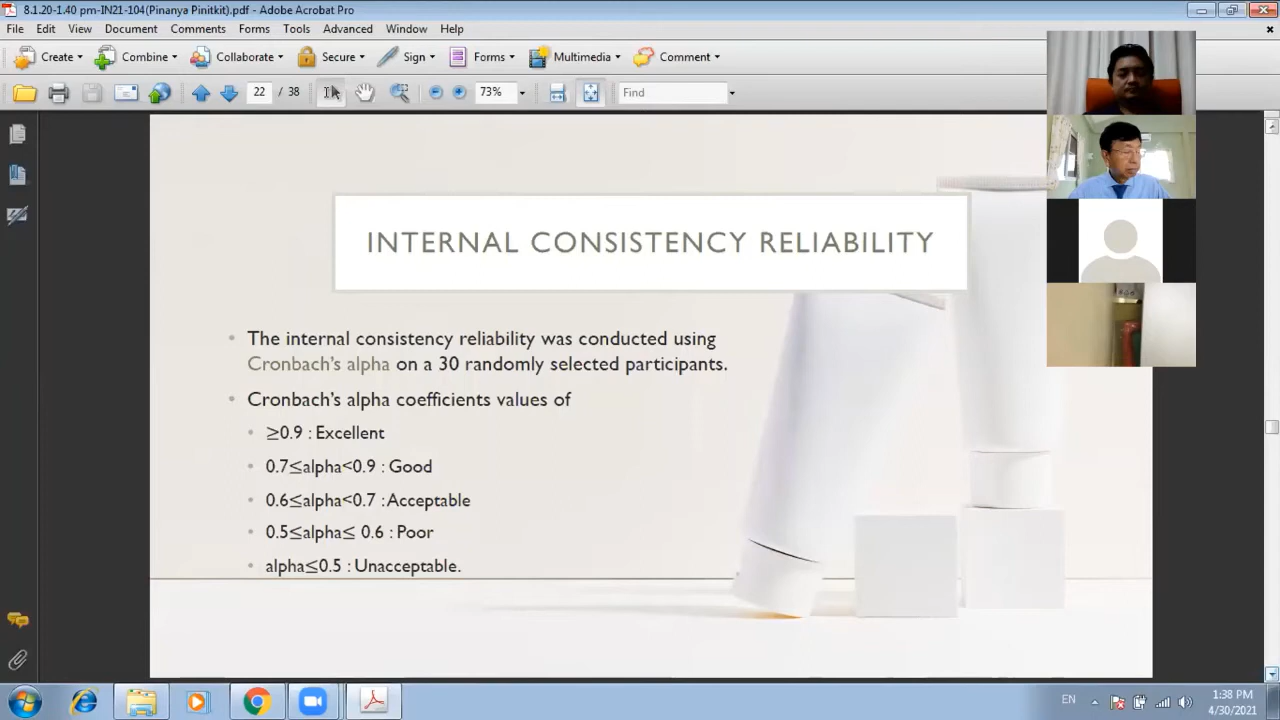 8.1.20-1.40 pm-IN21-104(Pinanya Pinitkit).pdf - Adobe Acrobat Pro
File Edit View Document Comments Forms Tools Advanced Window Help
Create Combine Collaborate Secure Sign Forms Multimedia Comment
22 / 38 73% Find
INTERNAL CONSISTENCY RELIABILITY
• The internal consistency reliability was conducted using
Cronbach's alpha on a 30 randomly selected participants.
• Cronbach's alpha coefficients values of
• ≥0.9 : Excellent
• 0.7≤alpha<0.9 : Good
• 0.6≤alpha<0.7 : Acceptable
• 0.5≤alpha≤ 0.6 : Poor
• alpha≤0.5 : Unacceptable.
EN 1:38 PM
4/30/2021